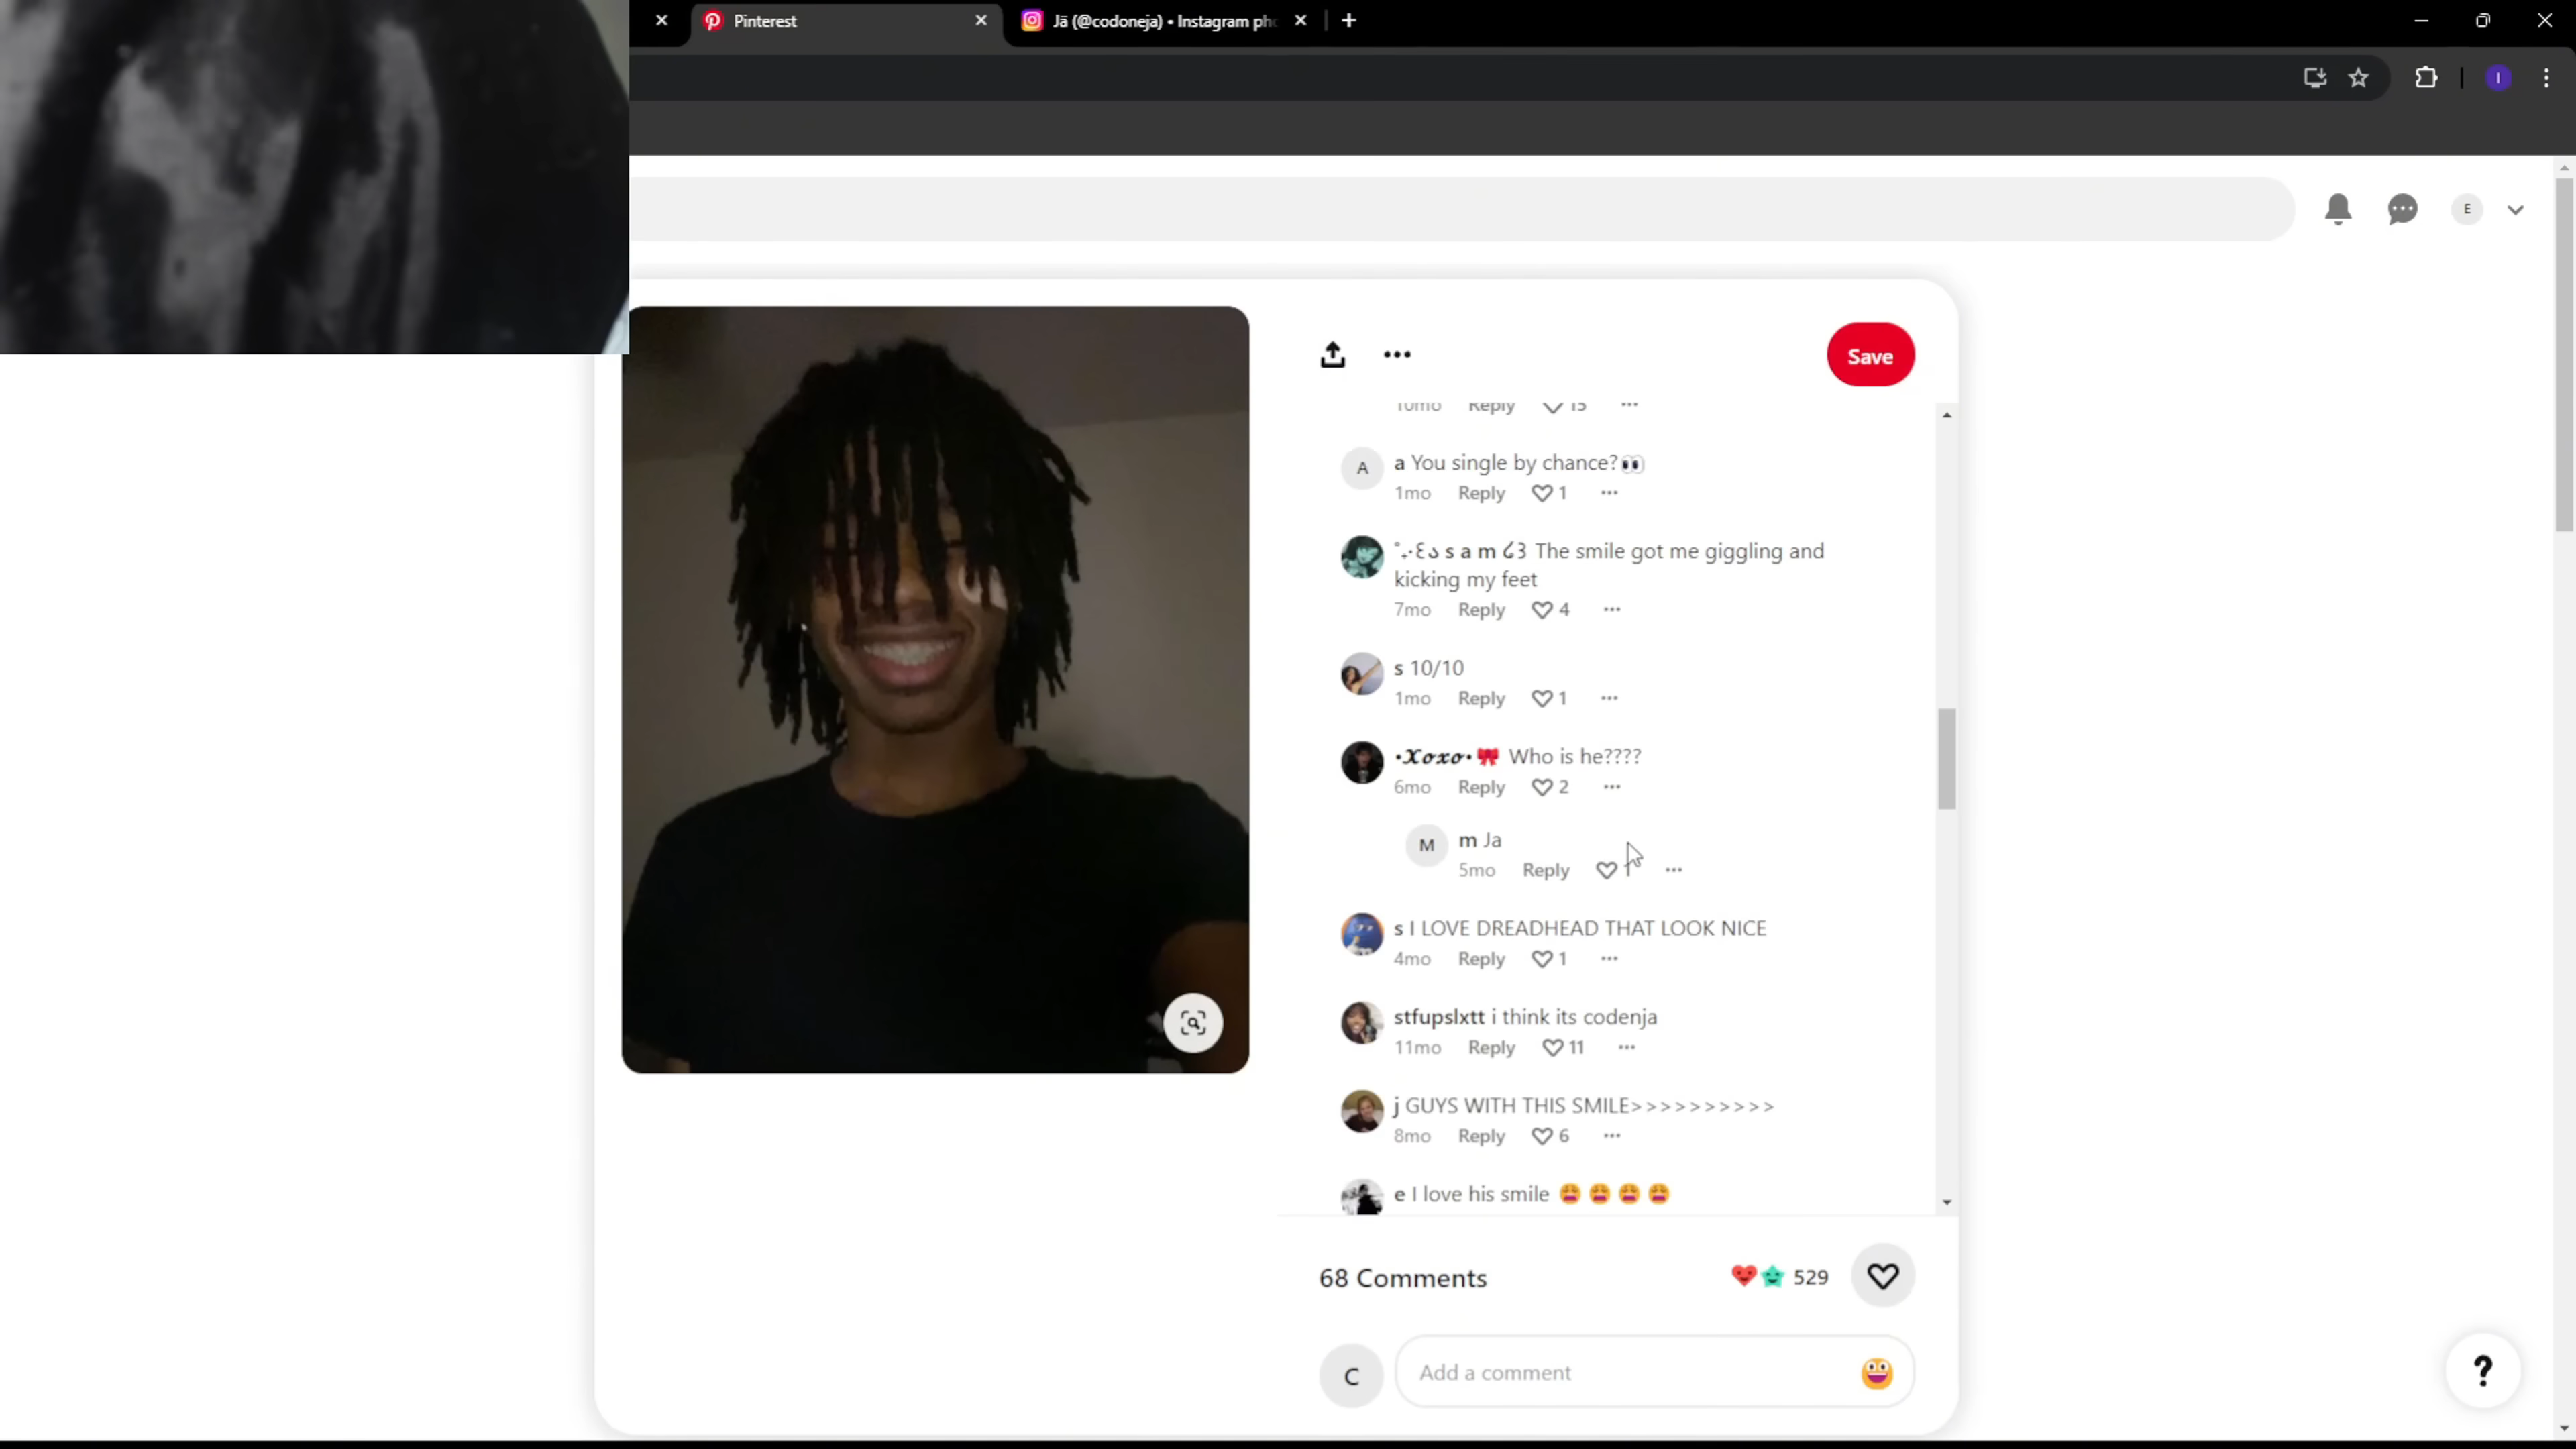 Pinterest
Jä (@codoneja) • Instagram pho
I
E
Save
10mo Reply 15
A
a You single by chance?👀
1mo Reply 1
s a m The smile got me giggling and
kicking my feet
7mo Reply 4
s 10/10
1mo Reply 1
•𝓧𝓸𝔁𝓸•🎀 Who is he????
6mo Reply 2
M
m Ja
5mo Reply 1
s I LOVE DREADHEAD THAT LOOK NICE
4mo Reply 1
stfupslxtt i think its codenja
11mo Reply 11
j GUYS WITH THIS SMILE>>>>>>>>>>
8mo Reply 6
e I love his smile 😩😩😩😩
68 Comments 529
C
Add a comment
?